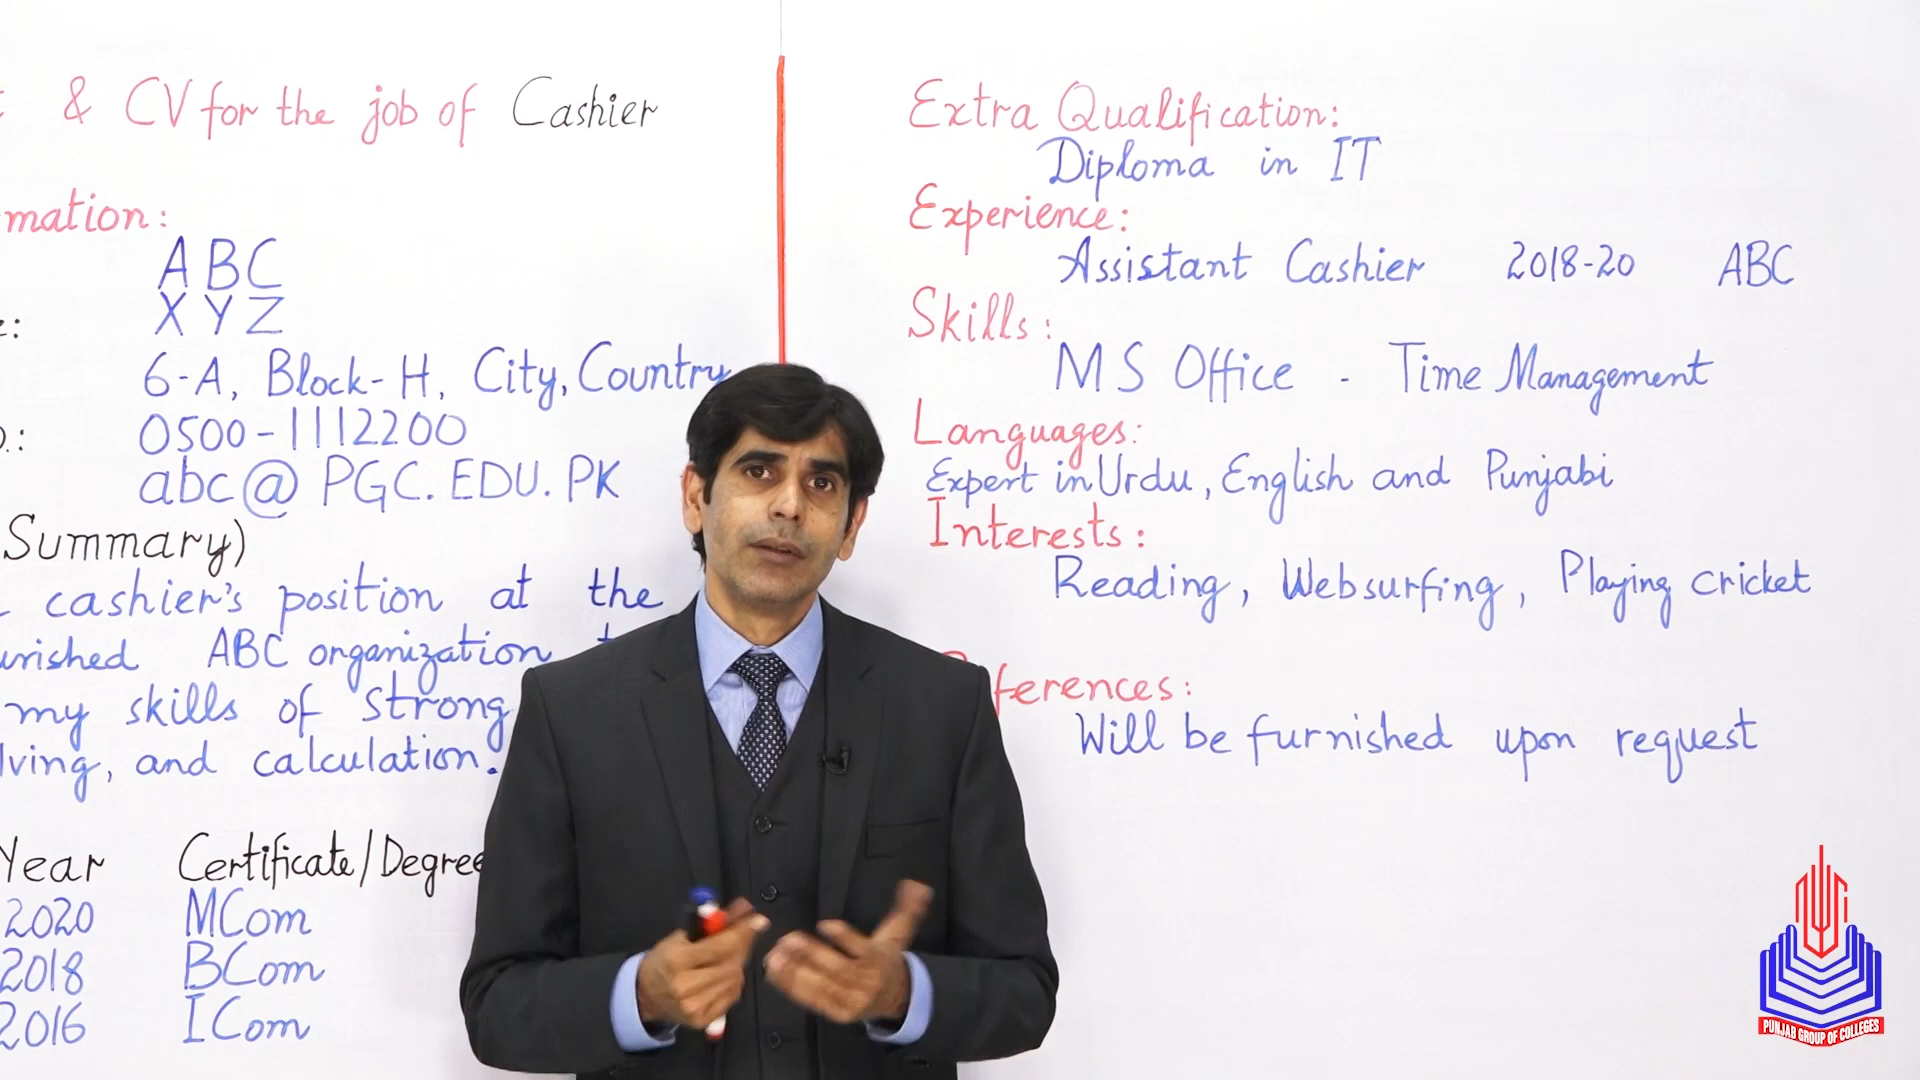 & CV for the job of Cashier
mation:
ABC
XYZ
6-A, Block-H, City, Country
0500-1112200
abc@PGC.EDU.PK
Summary)
cashier's position at the
urished ABC organization
my skills of strong
lving, and calculation.
Year Certificate/Degree
2020 MCom
2018 BCom
2016 ICom
Extra Qualification:
Diploma in IT
Experience:
Assistant Cashier 2018-20 ABC
Skills:
MS Office - Time Management
Languages:
Expert in Urdu, English and Punjabi
Interests:
Reading, Websurfing, Playing cricket
ferences:
Will be furnished upon request
PUNJAB GROUP OF COLLEGES